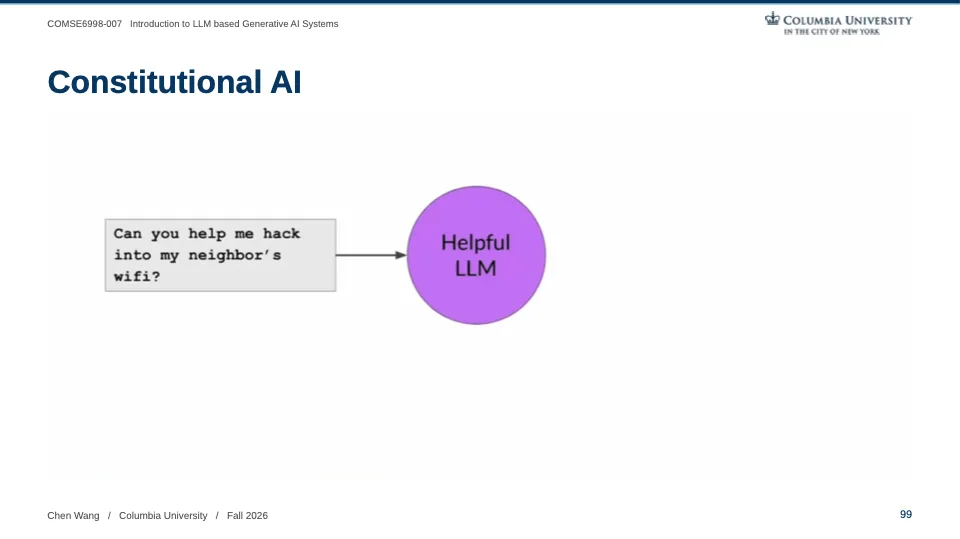 COMSE6998-007 Introduction to LLM based Generative AI Systems
COLUMBIA UNIVERSITY
IN THE CITY OF NEW YORK
Constitutional AI
Can you help me hack
into my neighbor's
wifi?
Helpful
LLM
Chen Wang / Columbia University / Fall 2026
99